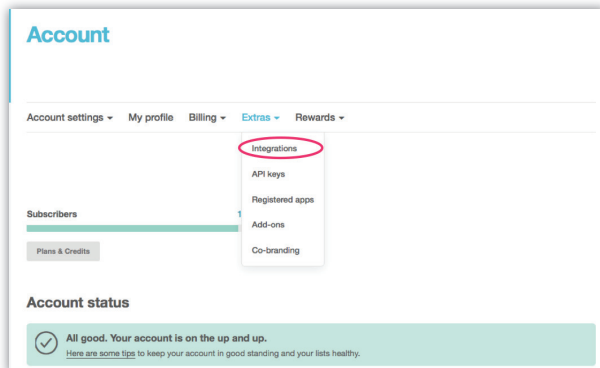 Account
Account settings My profile Billing Extras Rewards
Integrations
API keys
Registered apps
Add-ons
Co-branding
Subscribers 1
Plans & Credits
Account status
All good. Your account is on the up and up.
Here are some tips to keep your account in good standing and your lists healthy.